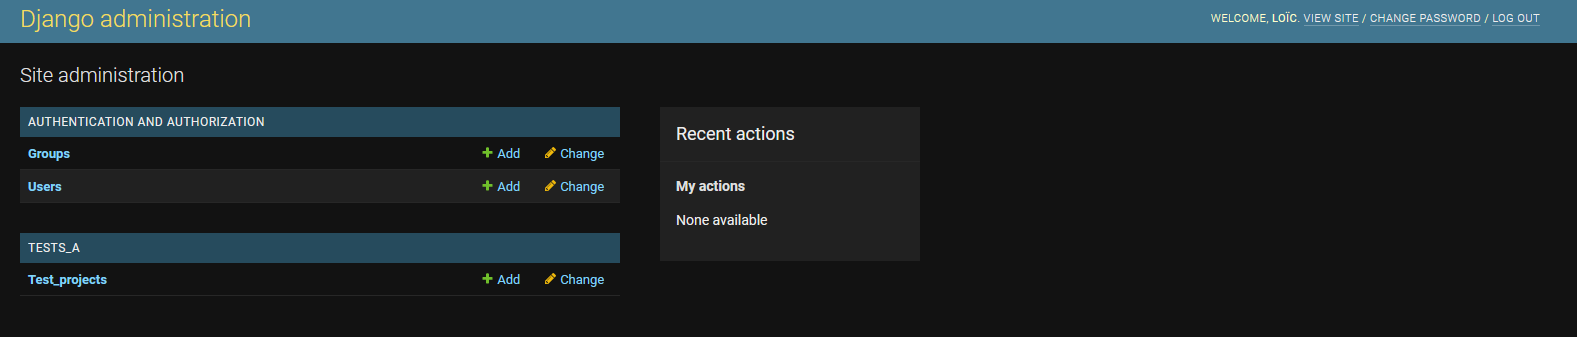 Django administration
WELCOME, LOÏC. VIEW SITE / CHANGE PASSWORD / LOG OUT
Site administration
AUTHENTICATION AND AUTHORIZATION
Groups Add Change
Users Add Change
TESTS_A
Test_projects Add Change
Recent actions
My actions
None available